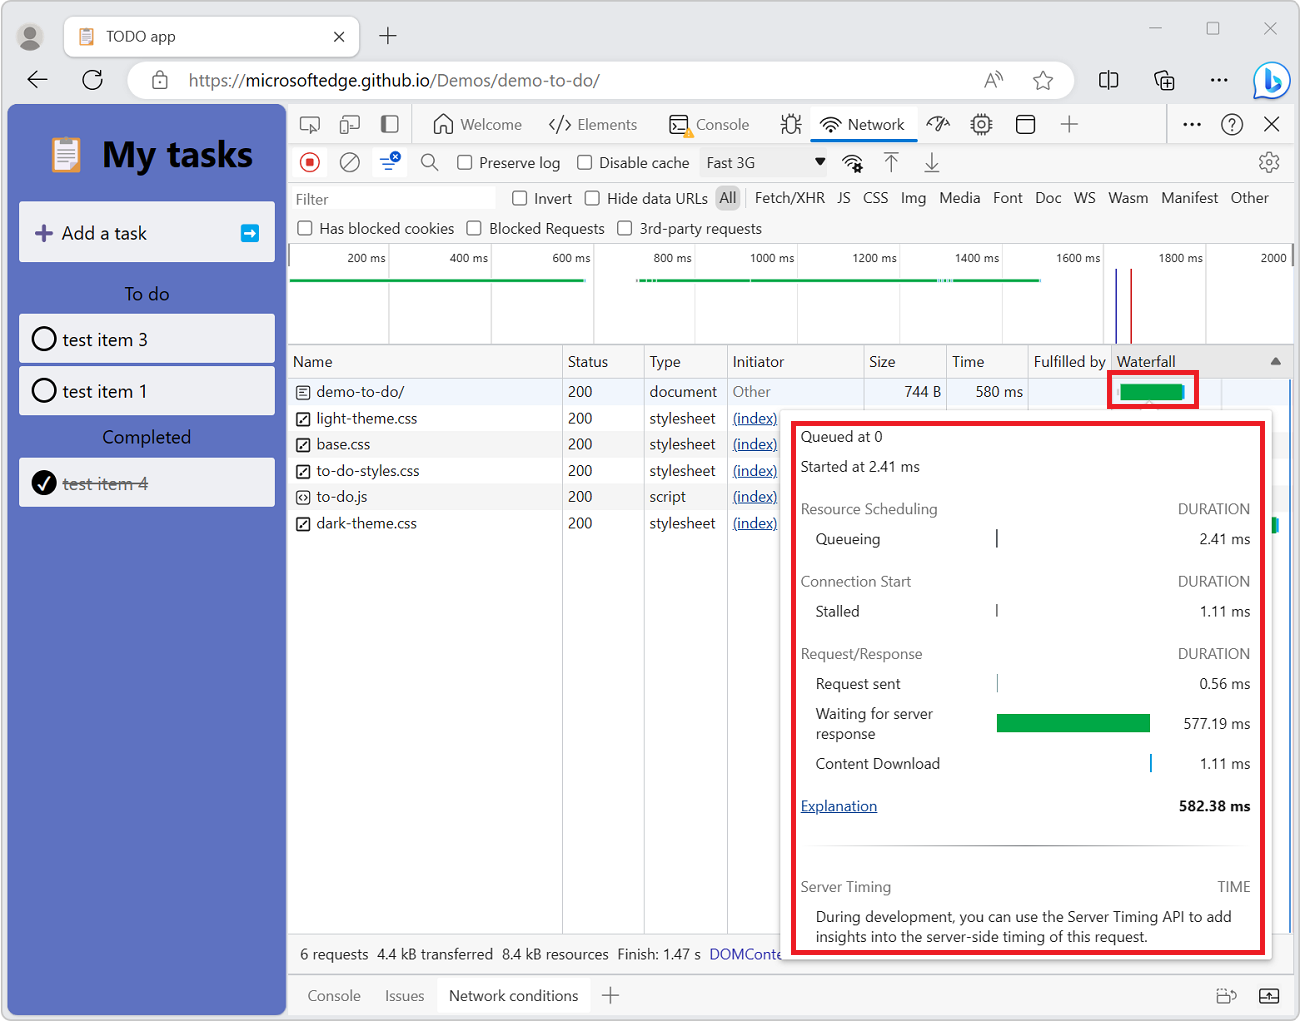 TODO app
https://microsoftedge.github.io/Demos/demo-to-do/
My tasks
Add a task
To do
test item 3
test item 1
Completed
test item 4
Welcome Elements Console Network
Preserve log Disable cache Fast 3G
Filter Invert Hide data URLs All Fetch/XHR JS CSS Img Media Font Doc WS Wasm Manifest Other
Has blocked cookies Blocked Requests 3rd-party requests
200 ms 400 ms 600 ms 800 ms 1000 ms 1200 ms 1400 ms 1600 ms 1800 ms 2000
Name Status Type Initiator Size Time Fulfilled by Waterfall
demo-to-do/ 200 document Other 744 B 580 ms
light-theme.css 200 stylesheet (index)
base.css 200 stylesheet (index)
to-do-styles.css 200 stylesheet (index)
to-do.js 200 script (index)
dark-theme.css 200 stylesheet (index)
Queued at 0
Started at 2.41 ms
Resource Scheduling DURATION
Queueing 2.41 ms
Connection Start DURATION
Stalled 1.11 ms
Request/Response DURATION
Request sent 0.56 ms
Waiting for server
response 577.19 ms
Content Download 1.11 ms
Explanation 582.38 ms
Server Timing TIME
During development, you can use the Server Timing API to add
insights into the server-side timing of this request.
6 requests 4.4 kB transferred 8.4 kB resources Finish: 1.47 s DOMConte
Console Issues Network conditions